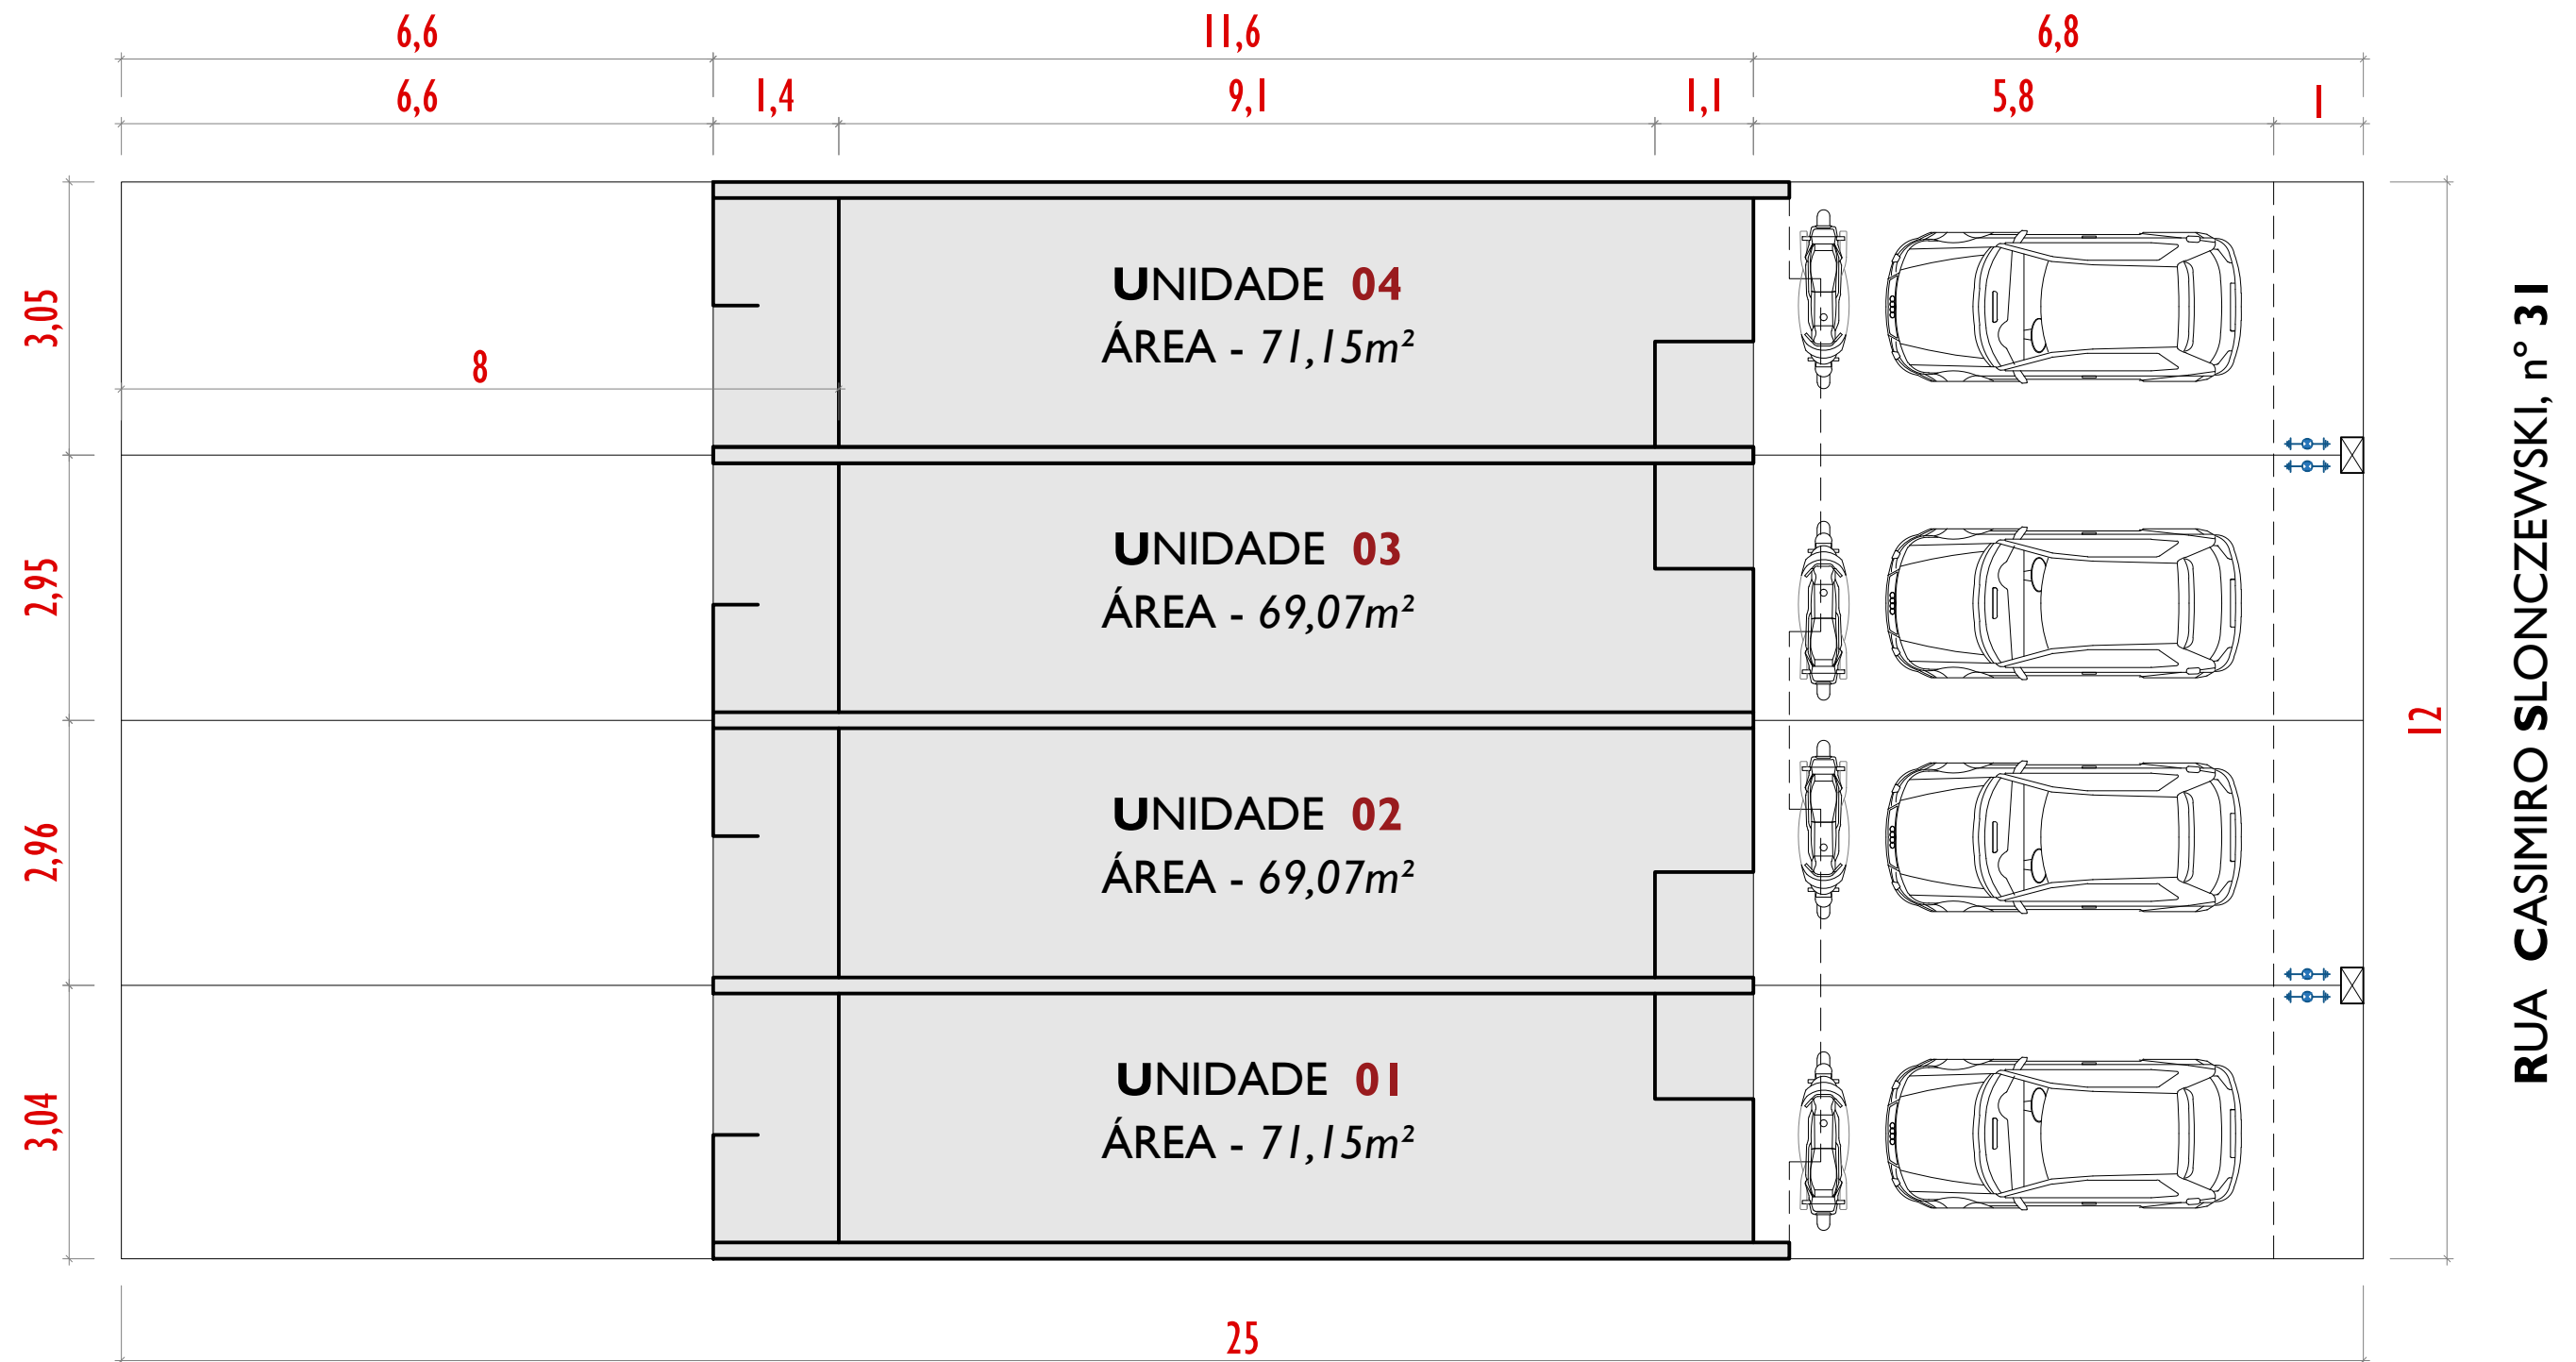 6,6
11,6
6,8
6,6
1,4
9,1
1,1
5,8
1
3,05
8
UNIDADE 04
ÁREA - 71,15m²
2,95
UNIDADE 03
ÁREA - 69,07m²
2,96
UNIDADE 02
ÁREA - 69,07m²
3,04
UNIDADE 01
ÁREA - 71,15m²
12
RUA CASIMIRO SLONCZEWSKI, n° 31
25